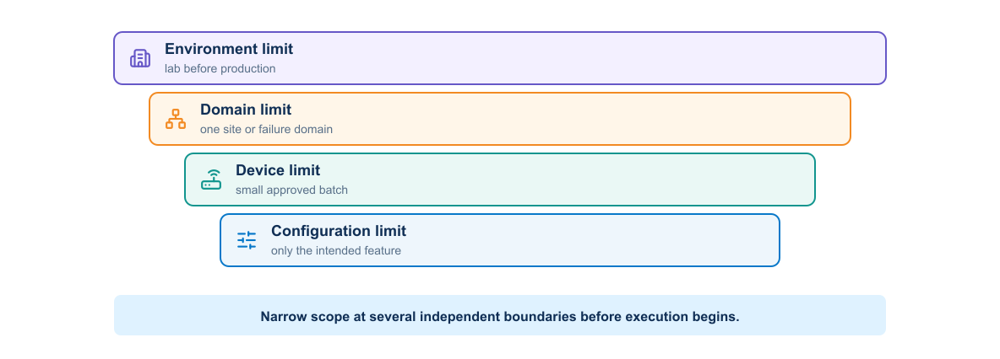 Environment limit
lab before production
Domain limit
one site or failure domain
Device limit
small approved batch
Configuration limit
only the intended feature
Narrow scope at several independent boundaries before execution begins.